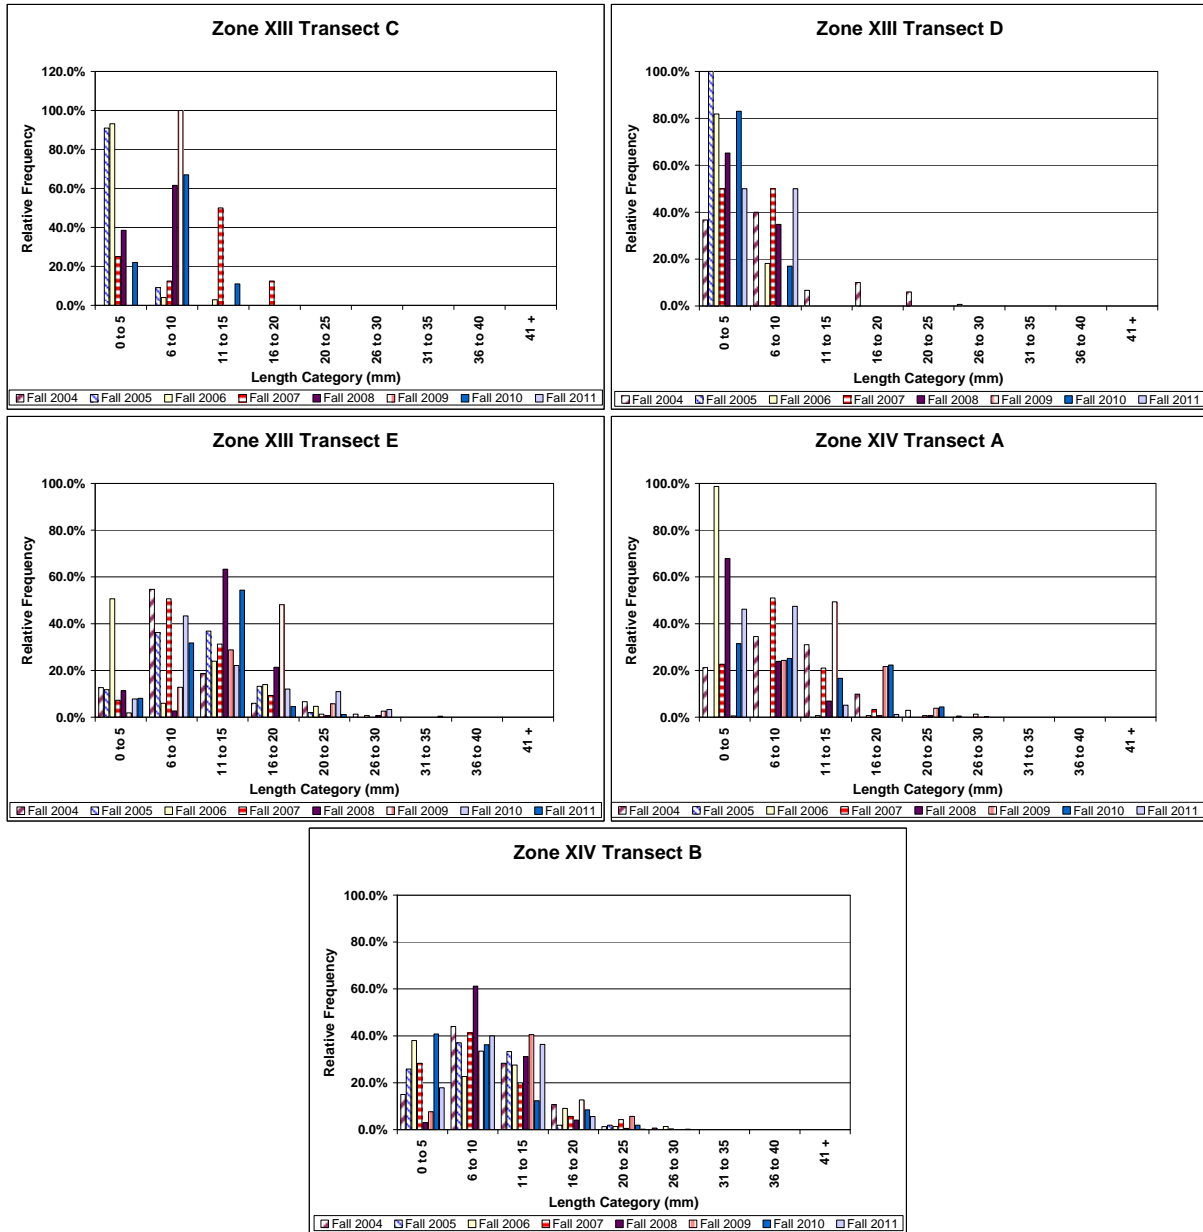 Zone XIII Transect C
120.0%
100.0%
80.0%
60.0%
40.0%
20.0%
0.0%
Relative Frequency
0 to 5
6 to 10
11 to 15
16 to 20
20 to 25
26 to 30
31 to 35
36 to 40
41 +
Length Category (mm)
Fall 2004 Fall 2005 Fall 2006 Fall 2007 Fall 2008 Fall 2009 Fall 2010 Fall 2011
Zone XIII Transect D
100.0%
80.0%
60.0%
40.0%
20.0%
0.0%
Relative Frequency
0 to 5
6 to 10
11 to 15
16 to 20
20 to 25
26 to 30
31 to 35
36 to 40
41 +
Length Category (mm)
Fall 2004 Fall 2005 Fall 2006 Fall 2007 Fall 2008 Fall 2009 Fall 2010 Fall 2011
Zone XIII Transect E
100.0%
80.0%
60.0%
40.0%
20.0%
0.0%
Relative Frequency
0 to 5
6 to 10
11 to 15
16 to 20
20 to 25
26 to 30
31 to 35
36 to 40
41 +
Length Category (mm)
Fall 2004 Fall 2005 Fall 2006 Fall 2007 Fall 2008 Fall 2009 Fall 2010 Fall 2011
Zone XIV Transect A
100.0%
80.0%
60.0%
40.0%
20.0%
0.0%
Relative Frequency
0 to 5
6 to 10
11 to 15
16 to 20
20 to 25
26 to 30
31 to 35
36 to 40
41 +
Length Category (mm)
Fall 2004 Fall 2005 Fall 2006 Fall 2007 Fall 2008 Fall 2009 Fall 2010 Fall 2011
Zone XIV Transect B
100.0%
80.0%
60.0%
40.0%
20.0%
0.0%
Relative Frequency
0 to 5
6 to 10
11 to 15
16 to 20
20 to 25
26 to 30
31 to 35
36 to 40
41 +
Length Category (mm)
Fall 2004 Fall 2005 Fall 2006 Fall 2007 Fall 2008 Fall 2009 Fall 2010 Fall 2011